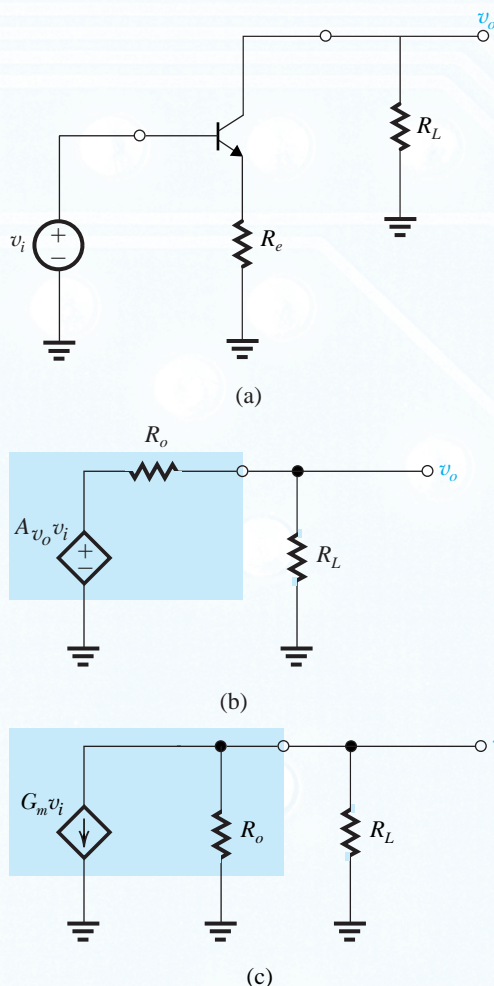 v_o
R_L
v_i
+
−
R_e
(a)
R_o
v_o
A_{v_o} v_i
+
−
R_L
(b)
G_m v_i
R_o
R_L
(c)